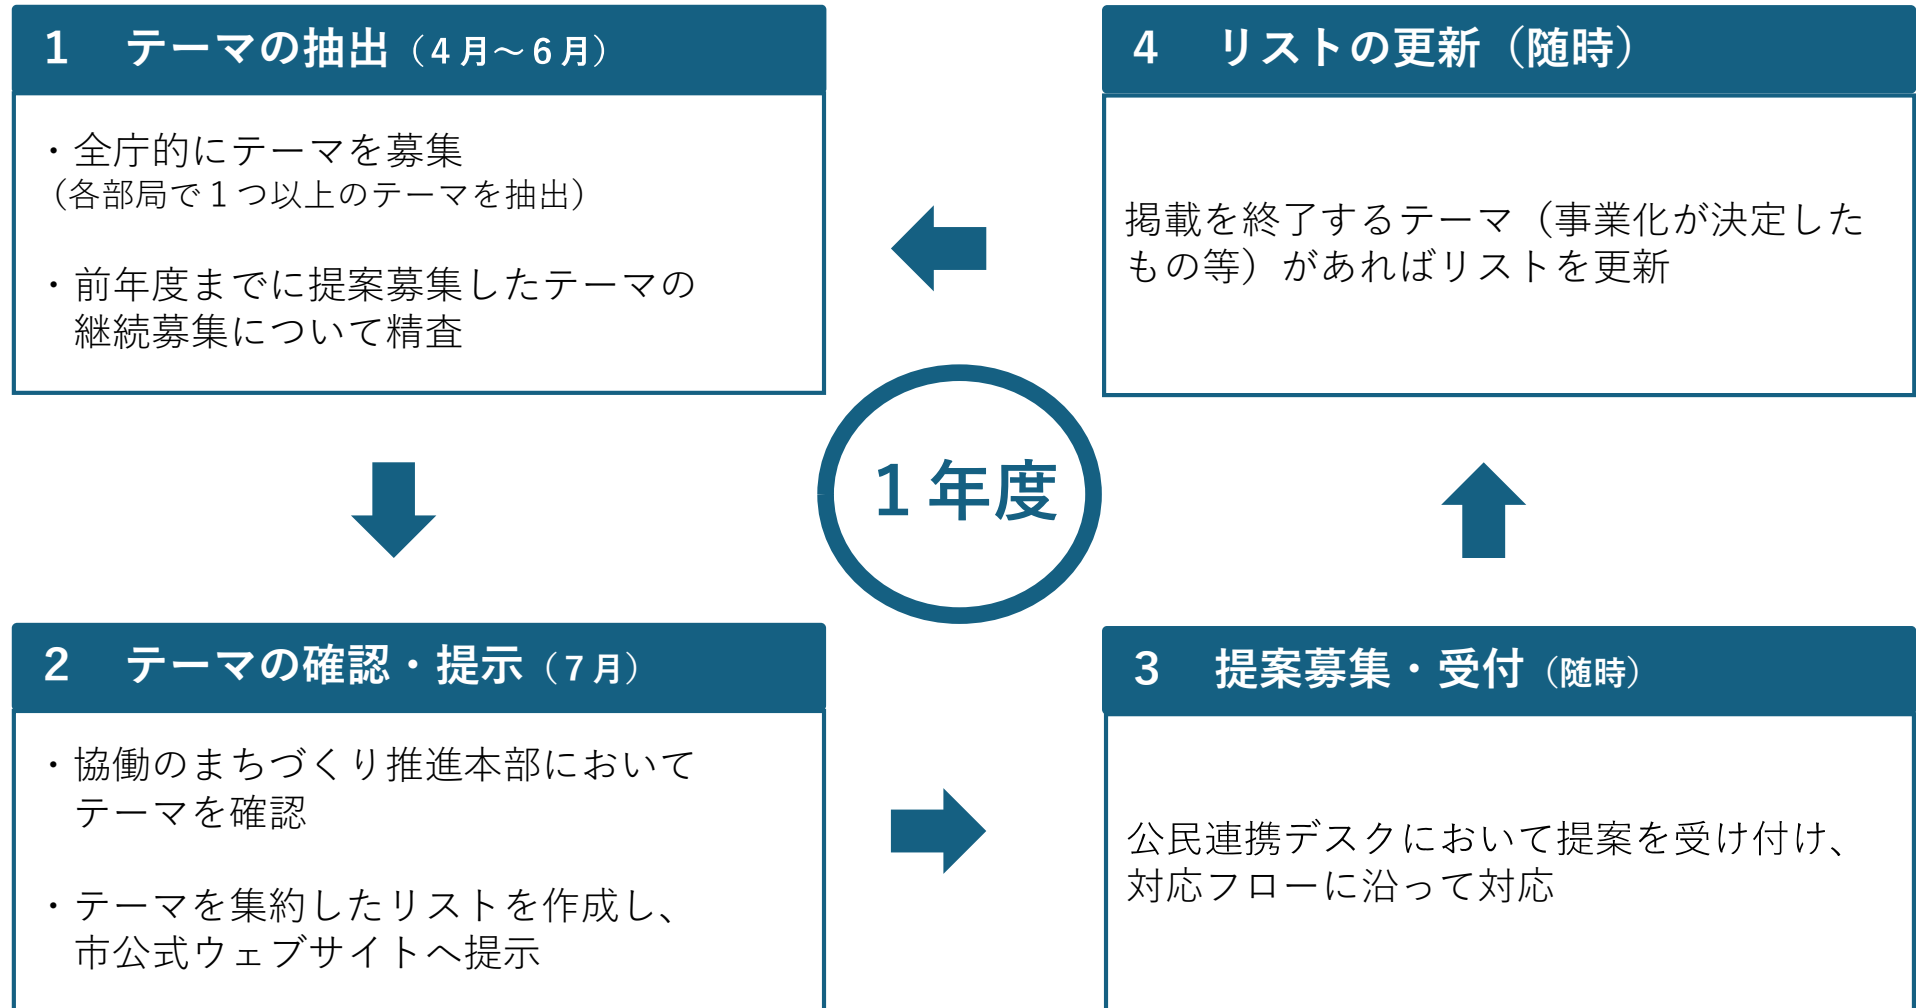 １　テーマの抽出（４月～６月）
・全庁的にテーマを募集
（各部局で１つ以上のテーマを抽出）
・前年度までに提案募集したテーマの
継続募集について精査
２　テーマの確認・提示（７月）
・協働のまちづくり推進本部において
テーマを確認
・テーマを集約したリストを作成し、
市公式ウェブサイトへ提示
３　提案募集・受付（随時）
公民連携デスクにおいて提案を受け付け、
対応フローに沿って対応
４　リストの更新（随時）
掲載を終了するテーマ（事業化が決定した
もの等）があればリストを更新
１年度